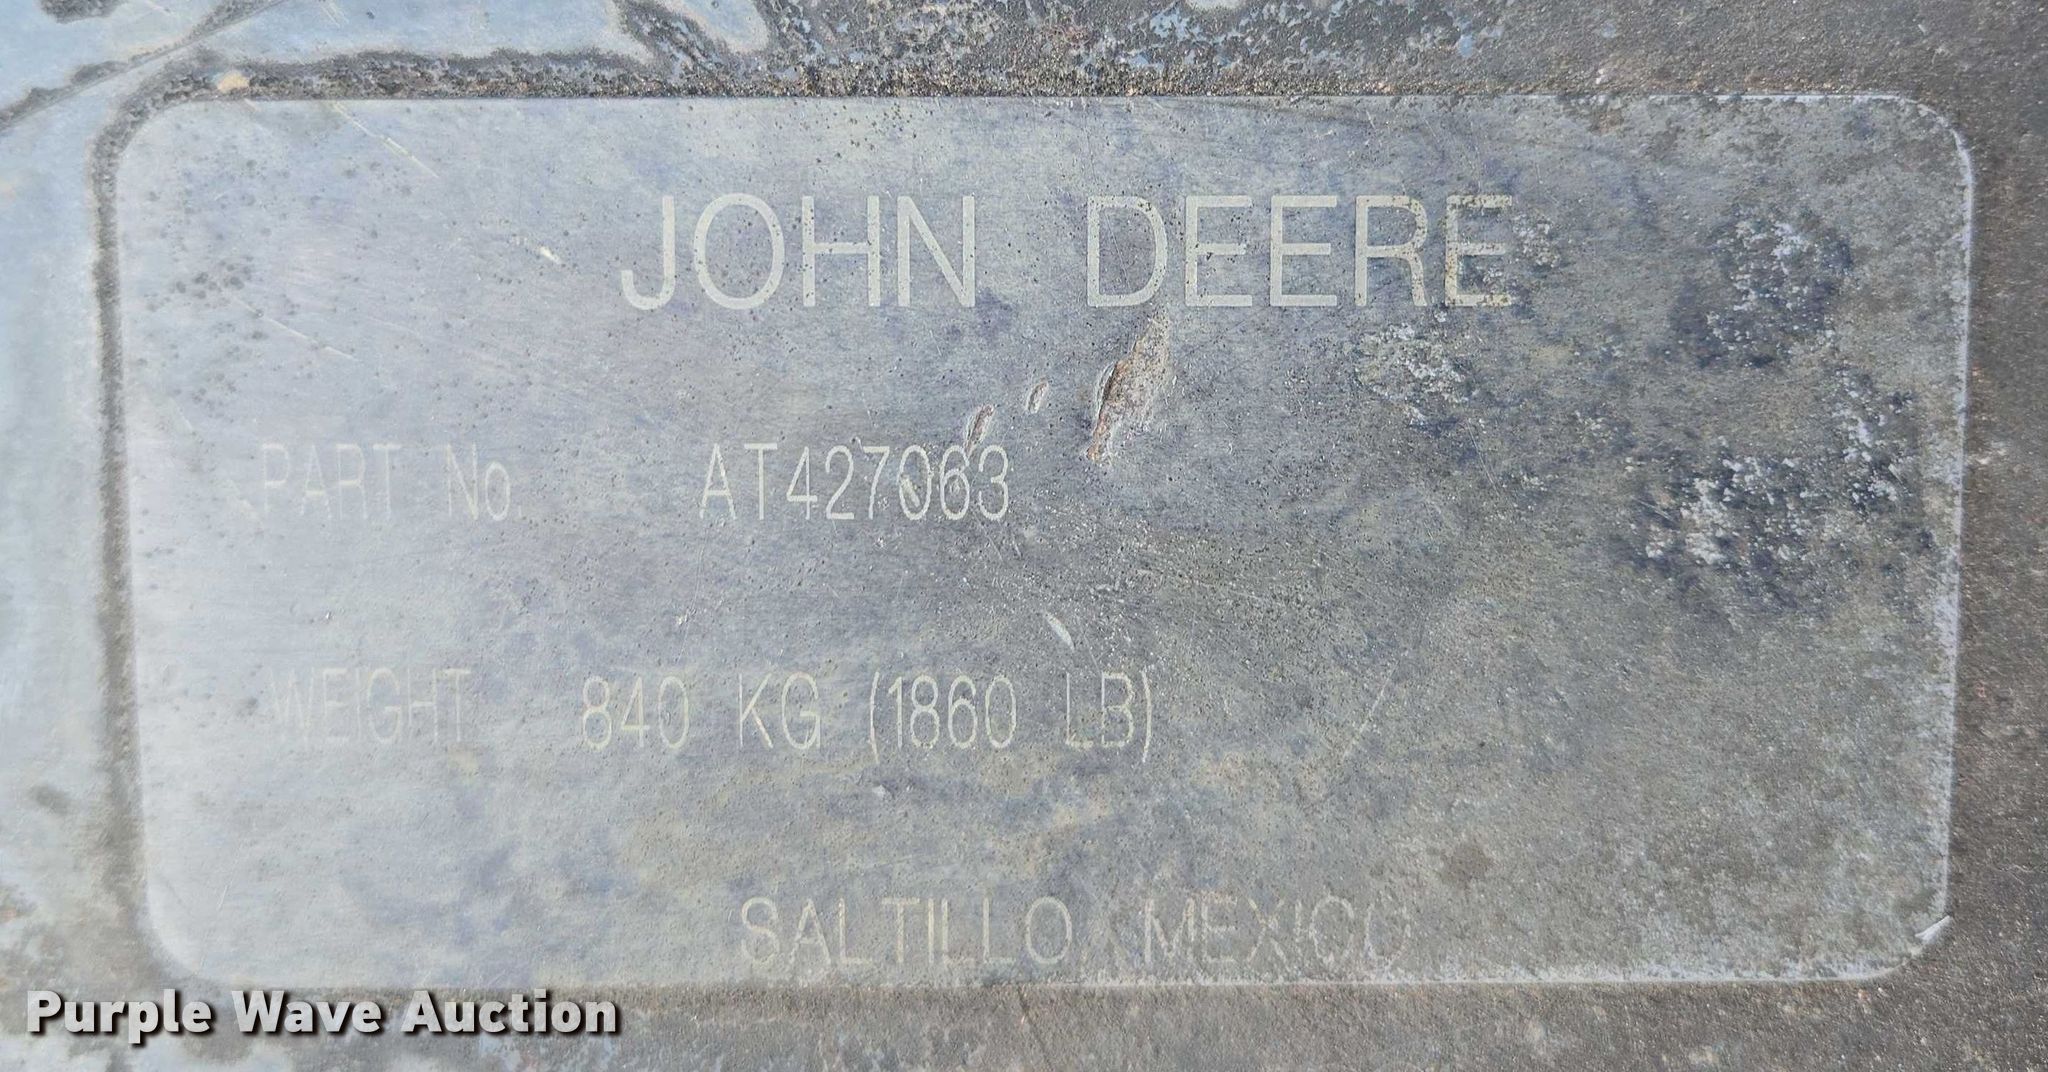 JOHN DEERE
PART No. AT427063
WEIGHT 840 KG (1860 LB)
SALTILLO, MEXICO
Purple Wave Auction